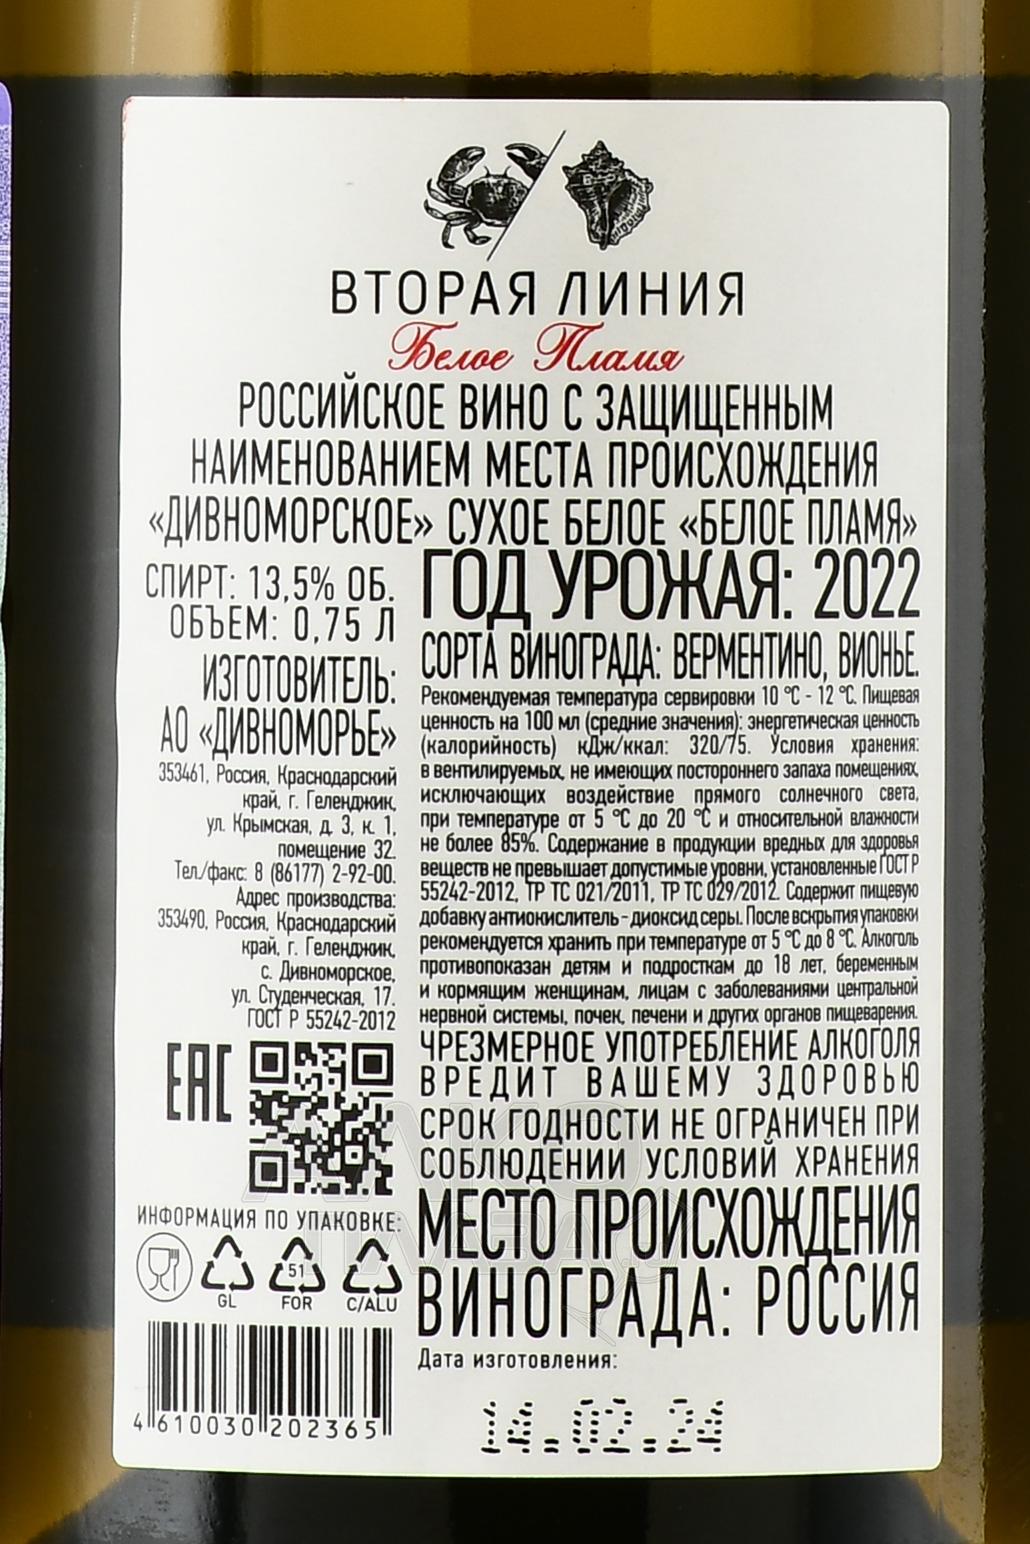 ВТОРАЯ ЛИНИЯ
Белое Пламя
РОССИЙСКОЕ ВИНО С ЗАЩИЩЕННЫМ
НАИМЕНОВАНИЕМ МЕСТА ПРОИСХОЖДЕНИЯ
«ДИВНОМОРСКОЕ» СУХОЕ БЕЛОЕ «БЕЛОЕ ПЛАМЯ»
СПИРТ: 13,5% ОБ.
ОБЪЕМ: 0,75 Л
ИЗГОТОВИТЕЛЬ:
АО «ДИВНОМОРЬЕ»
353461, Россия, Краснодарский
край, г. Геленджик,
ул. Крымская, д. 3, к. 1,
помещение 32.
Тел./факс: 8 (86177) 2-92-00.
Адрес производства:
353490, Россия, Краснодарский
край, г. Геленджик,
с. Дивноморское,
ул. Студенческая, 17.
ГОСТ Р 55242-2012
EAC
ИНФОРМАЦИЯ ПО УПАКОВКЕ:
GL
51
FOR
C/ALU
4 610030 202365
ГОД УРОЖАЯ: 2022
СОРТА ВИНОГРАДА: ВЕРМЕНТИНО, ВИОНЬЕ.
Рекомендуемая температура сервировки 10 °С - 12 °С. Пищевая
ценность на 100 мл (средние значения): энергетическая ценность
(калорийность) кДж/ккал: 320/75. Условия хранения:
в вентилируемых, не имеющих постороннего запаха помещениях,
исключающих воздействие прямого солнечного света,
при температуре от 5 °С до 20 °С и относительной влажности
не более 85%. Содержание в продукции вредных для здоровья
веществ не превышает допустимые уровни, установленные ГОСТ Р
55242-2012, ТР ТС 021/2011, ТР ТС 029/2012. Содержит пищевую
добавку антиокислитель - диоксид серы. После вскрытия упаковки
рекомендуется хранить при температуре от 5 °С до 8 °С. Алкоголь
противопоказан детям и подросткам до 18 лет, беременным
и кормящим женщинам, лицам с заболеваниями центральной
нервной системы, почек, печени и других органов пищеварения.
ЧРЕЗМЕРНОЕ УПОТРЕБЛЕНИЕ АЛКОГОЛЯ
ВРЕДИТ ВАШЕМУ ЗДОРОВЬЮ
СРОК ГОДНОСТИ НЕ ОГРАНИЧЕН ПРИ
СОБЛЮДЕНИИ УСЛОВИЙ ХРАНЕНИЯ
МЕСТО ПРОИСХОЖДЕНИЯ
ВИНОГРАДА: РОССИЯ
Дата изготовления:
14.02.24